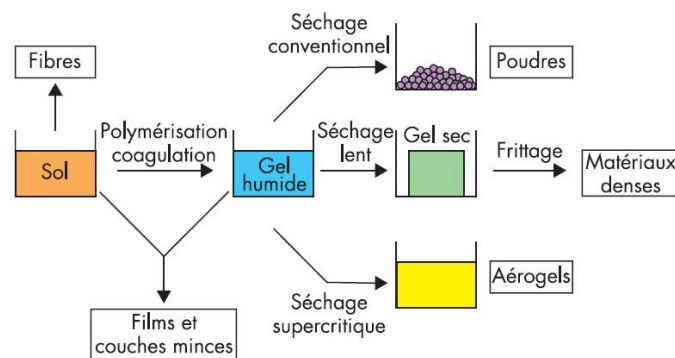 Séchage
conventionnel
Fibres
Poudres
Polymérisation
coagulation
Sol
Gel
humide
Séchage
lent
Gel sec
Frittage
Matériaux
denses
Séchage
supercritique
Aérogels
Films et
couches minces